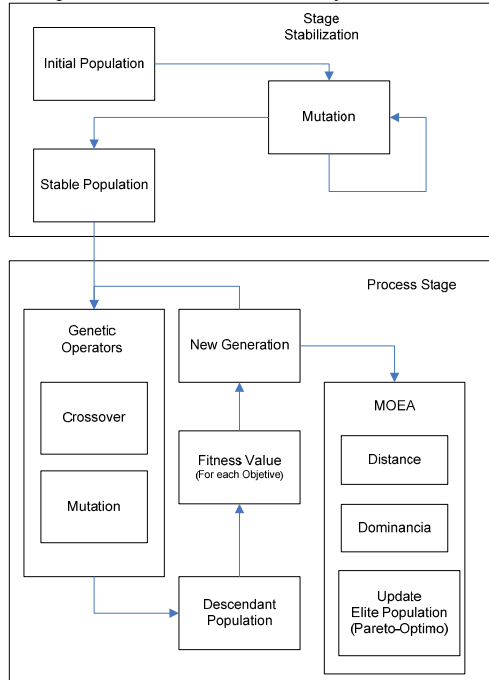 Stage
Stabilization
Initial Population
Mutation
Stable Population
Process Stage
Genetic
Operators
New Generation
Crossover
MOEA
Fitness Value
(For each Objetive)
Distance
Mutation
Dominancia
Descendant
Population
Update
Elite Population
(Pareto-Optimo)